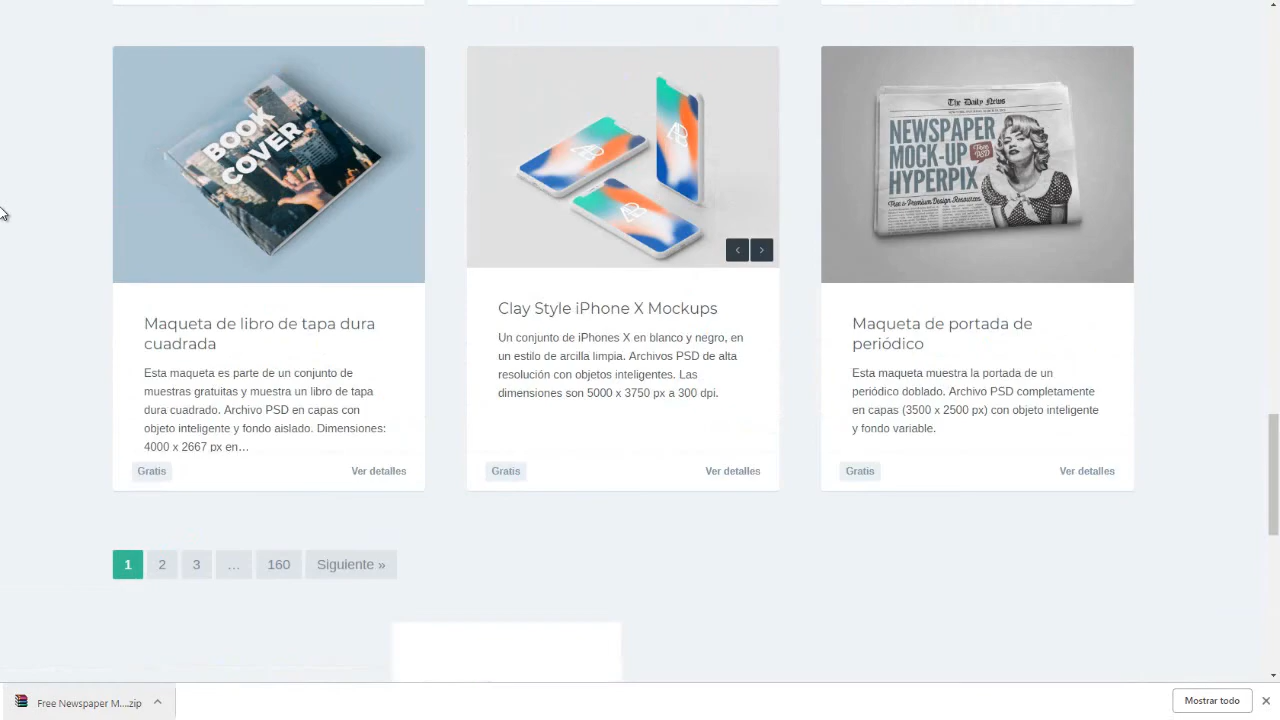 BOOK
COVER
The Daily News
NEWSPAPER
MOCK-UP
Free
PSD
HYPERPIX
Free & Premium Design Resources
Maqueta de libro de tapa dura
cuadrada
Esta maqueta es parte de un conjunto de
muestras gratuitas y muestra un libro de tapa
dura cuadrado. Archivo PSD en capas con
objeto inteligente y fondo aislado. Dimensiones:
4000 x 2667 px en…
Gratis
Ver detalles
Clay Style iPhone X Mockups
Un conjunto de iPhones X en blanco y negro, en
un estilo de arcilla limpia. Archivos PSD de alta
resolución con objetos inteligentes. Las
dimensiones son 5000 x 3750 px a 300 dpi.
Gratis
Ver detalles
Maqueta de portada de
periódico
Esta maqueta muestra la portada de un
periódico doblado. Archivo PSD completamente
en capas (3500 x 2500 px) con objeto inteligente
y fondo variable.
Gratis
Ver detalles
1 2 3 … 160 Siguiente »
Free Newspaper M....zip
Mostrar todo